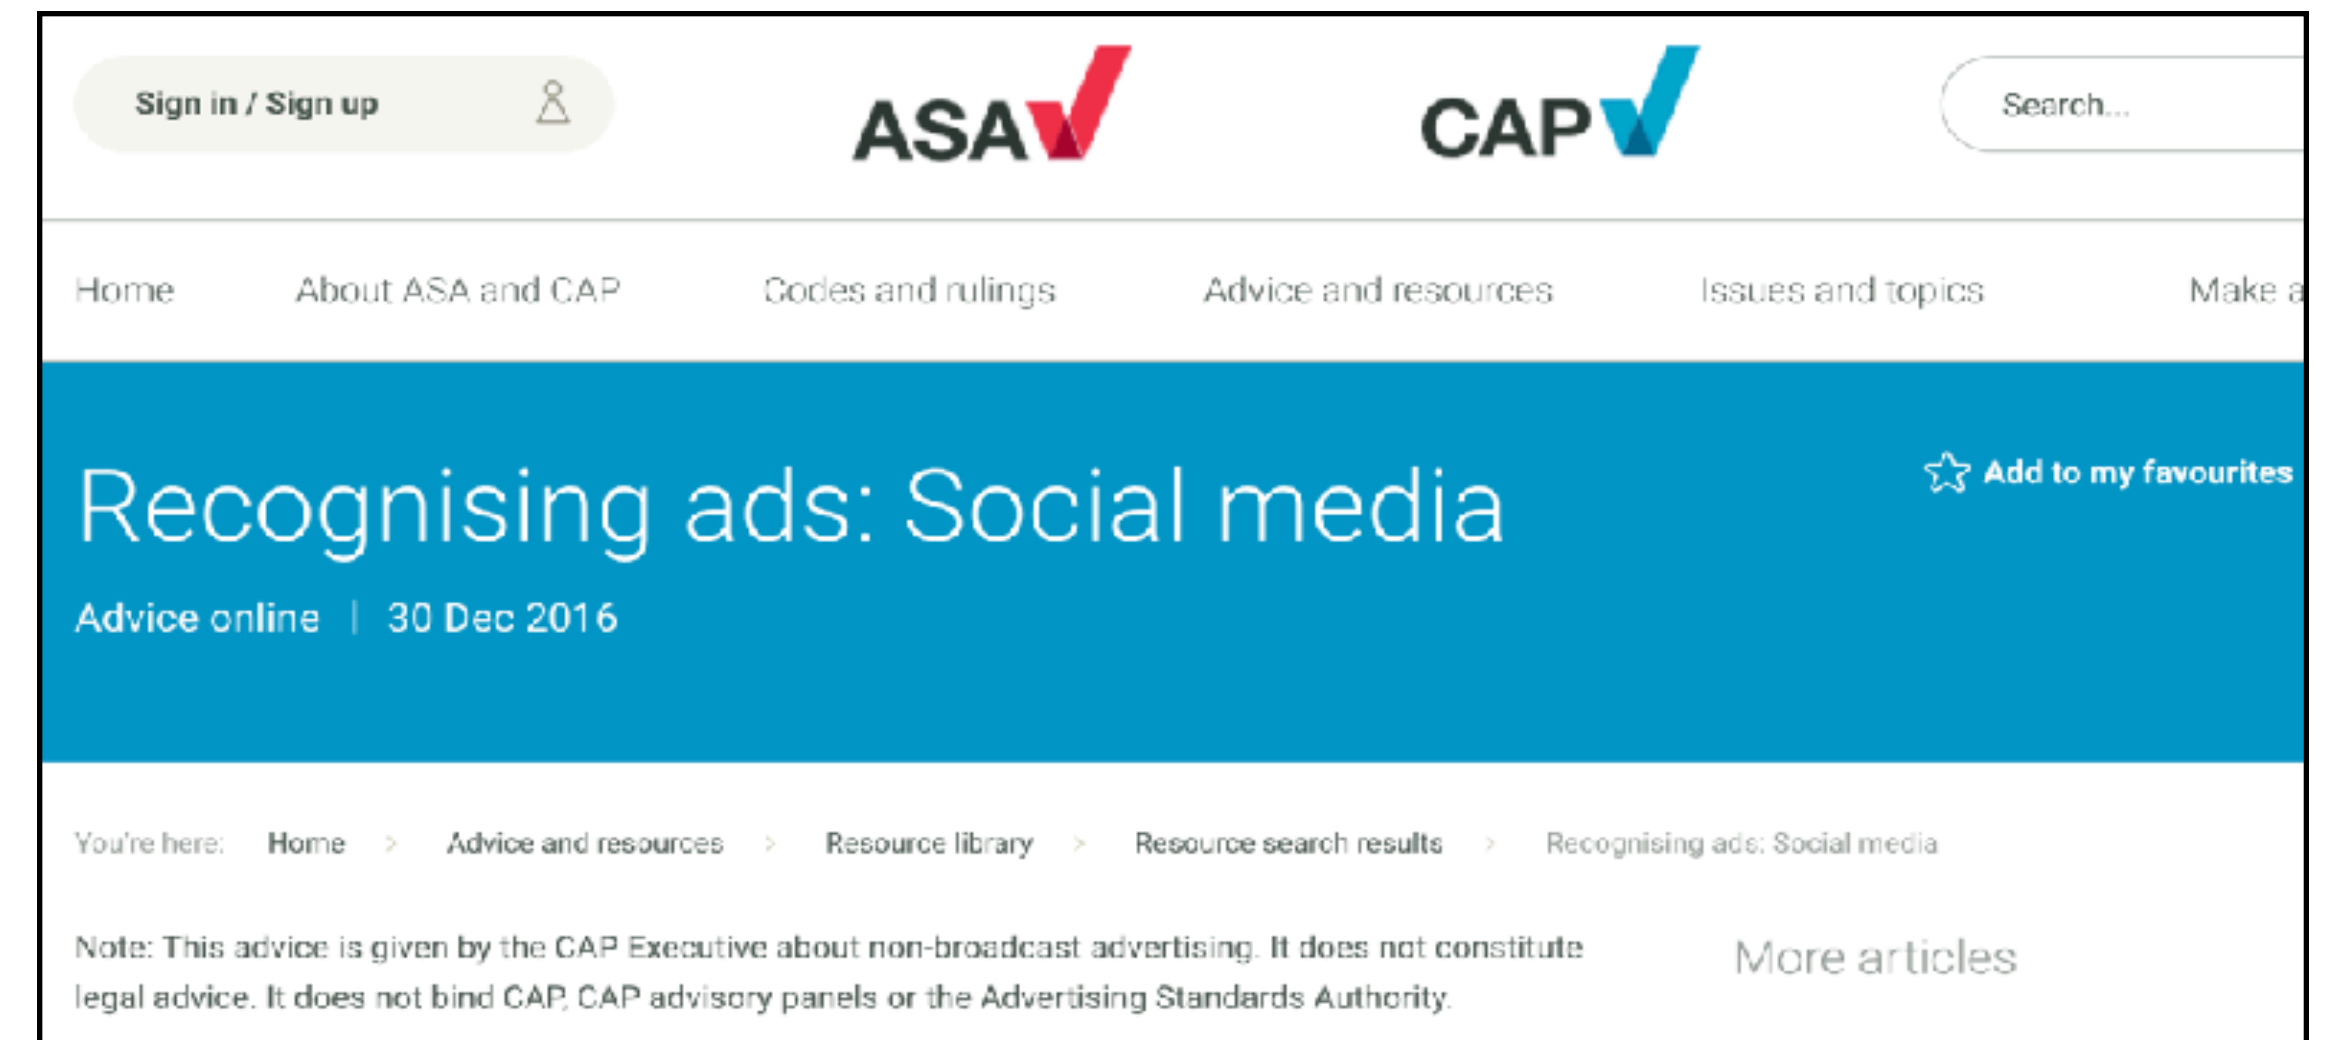 Sign in / Sign up
ASA
CAP
Search...
Home About ASA and CAP Codes and rulings Advice and resources Issues and topics Make a
Recognising ads: Social media
Add to my favourites
Advice online | 30 Dec 2016
You're here: Home > Advice and resources > Resource library > Resource search results > Recognising ads: Social media
Note: This advice is given by the CAP Executive about non-broadcast advertising. It does not constitute
legal advice. It does not bind CAP, CAP advisory panels or the Advertising Standards Authority.
More articles